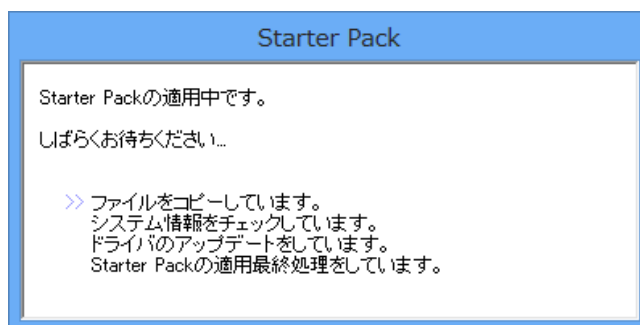 Starter Pack
Starter Packの適用中です。
しばらくお待ちください...
>> ファイルをコピーしています。
システム情報をチェックしています。
ドライバのアップデートをしています。
Starter Packの適用最終処理をしています。